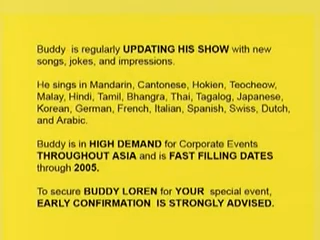 Buddy is regularly UPDATING HIS SHOW with new
songs, jokes, and impressions.
He sings in Mandarin, Cantonese, Hokien, Teocheow,
Malay, Hindi, Tamil, Bhangra, Thai, Tagalog, Japanese,
Korean, German, French, Italian, Spanish, Swiss, Dutch,
and Arabic.
Buddy is in HIGH DEMAND for Corporate Events
THROUGHOUT ASIA and is FAST FILLING DATES
through 2005.
To secure BUDDY LOREN for YOUR special event,
EARLY CONFIRMATION IS STRONGLY ADVISED.